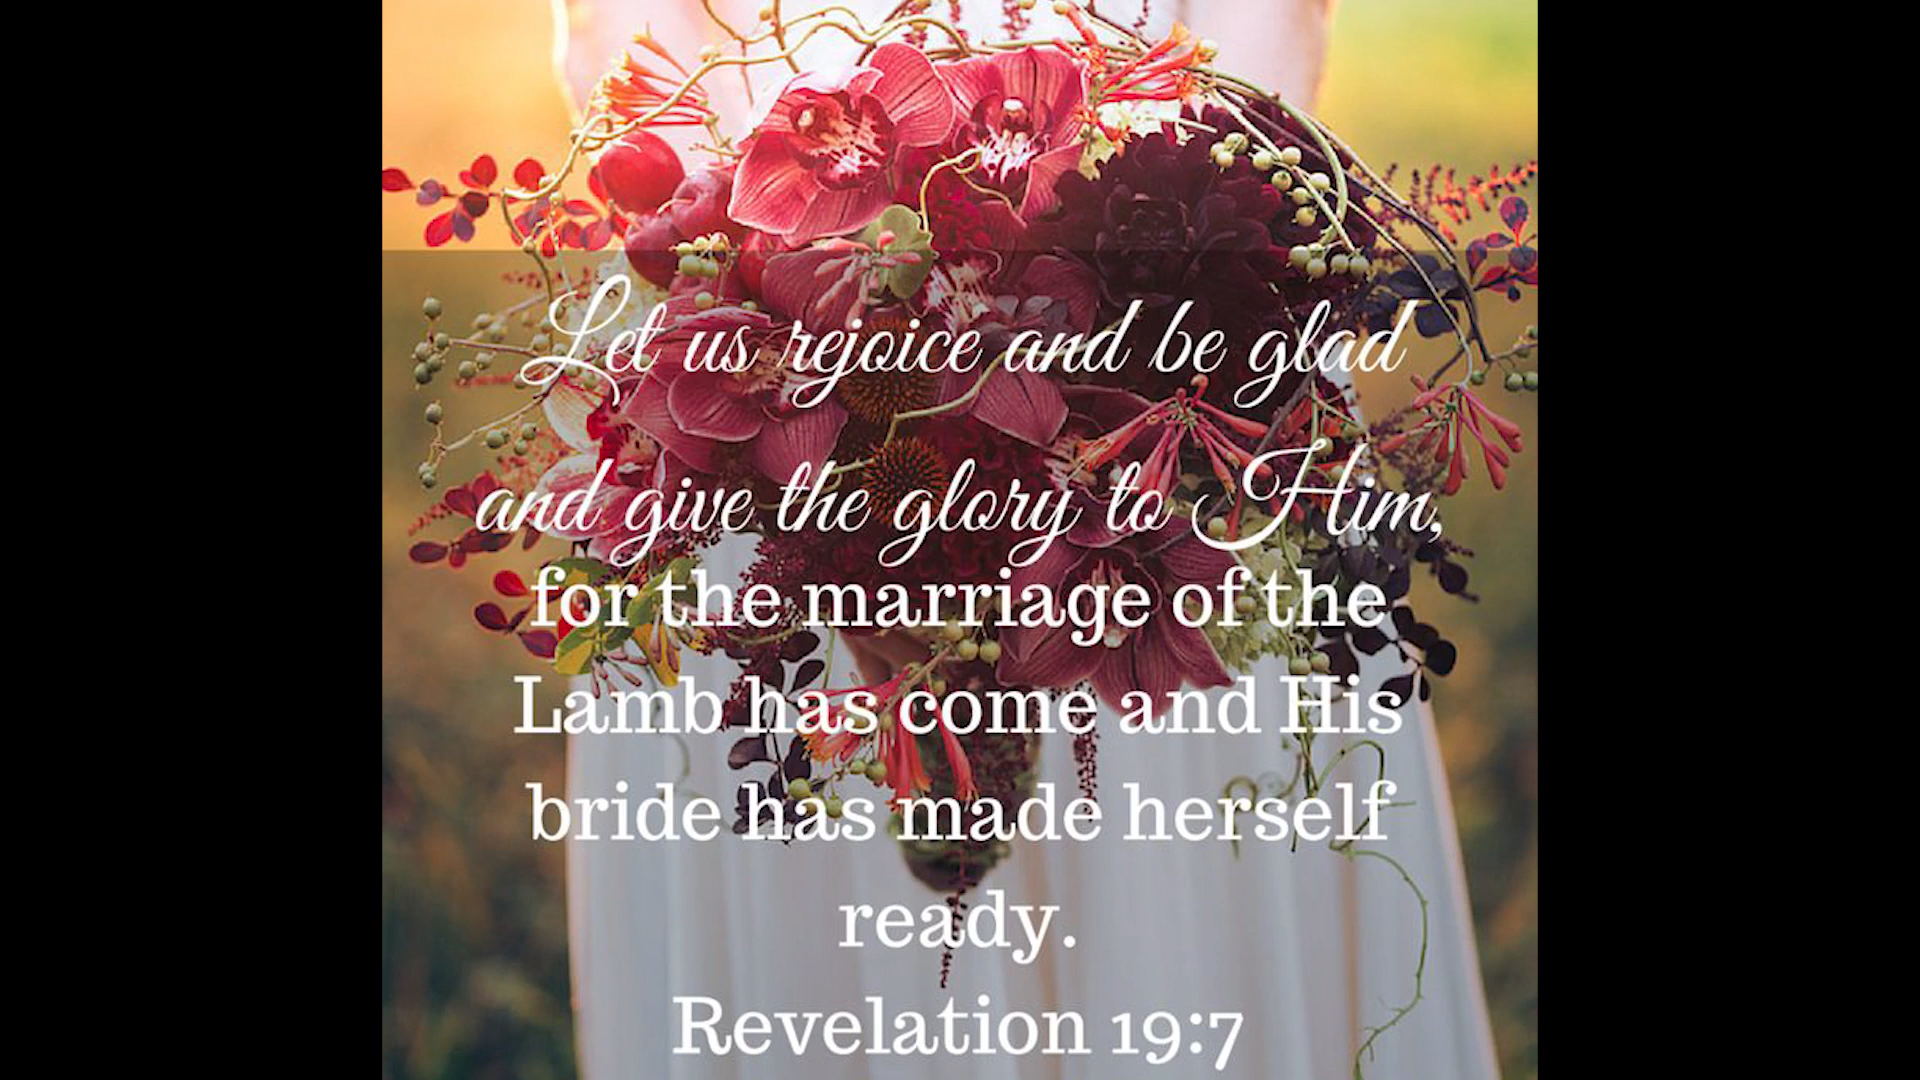 Let us rejoice and be glad
and give the glory to Him,
for the marriage of the
Lamb has come and His
bride has made herself
ready.
Revelation 19:7